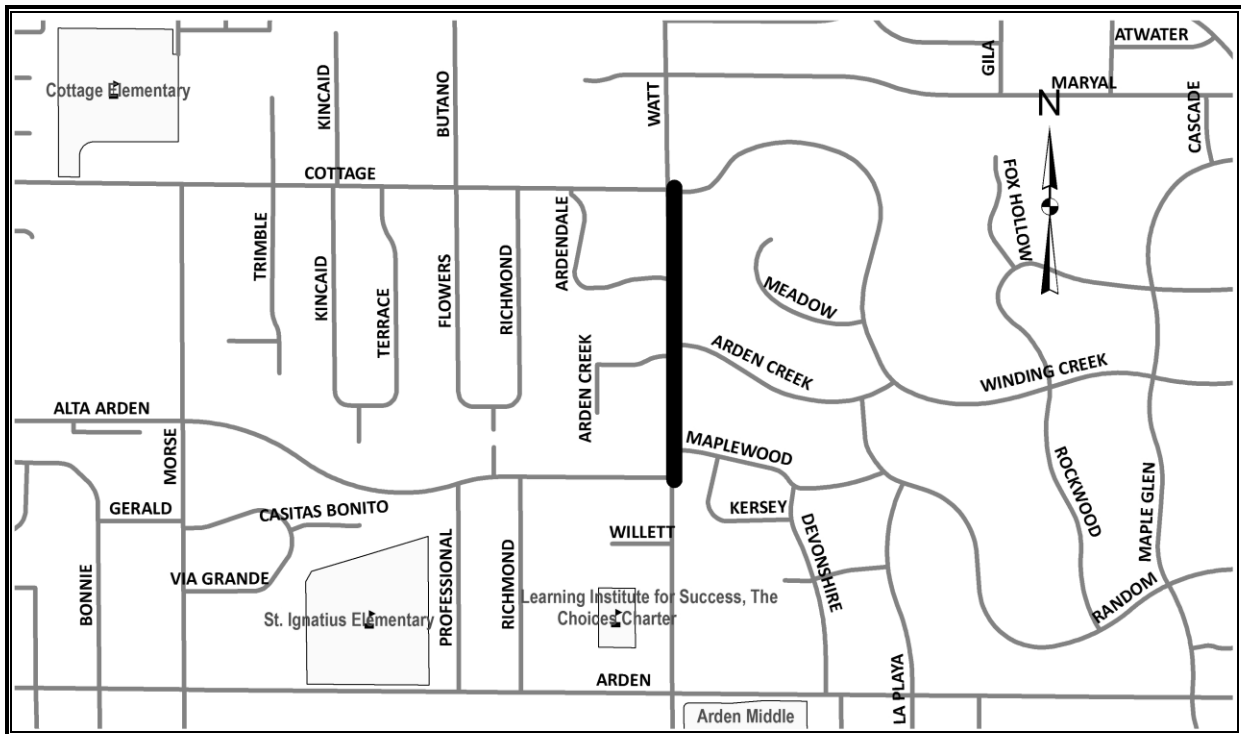 ATWATER
GILA
MARYAL
Cottage Elementary
KINCAID
BUTANO
WATT
N
CASCADE
COTTAGE
FOX HOLLOW
TRIMBLE
KINCAID
TERRACE
FLOWERS
RICHMOND
ARDENDALE
MEADOW
ARDEN CREEK
ARDEN CREEK
WINDING CREEK
ALTA ARDEN
MORSE
MAPLEWOOD
ROCKWOOD
MAPLE GLEN
GERALD
CASITAS BONITO
KERSEY
WILLETT
DEVONSHIRE
BONNIE
VIA GRANDE
PROFESSIONAL
RICHMOND
Learning Institute for Success, The
Choices Charter
St. Ignatius Elementary
RANDOM
ARDEN
LA PLAYA
Arden Middle